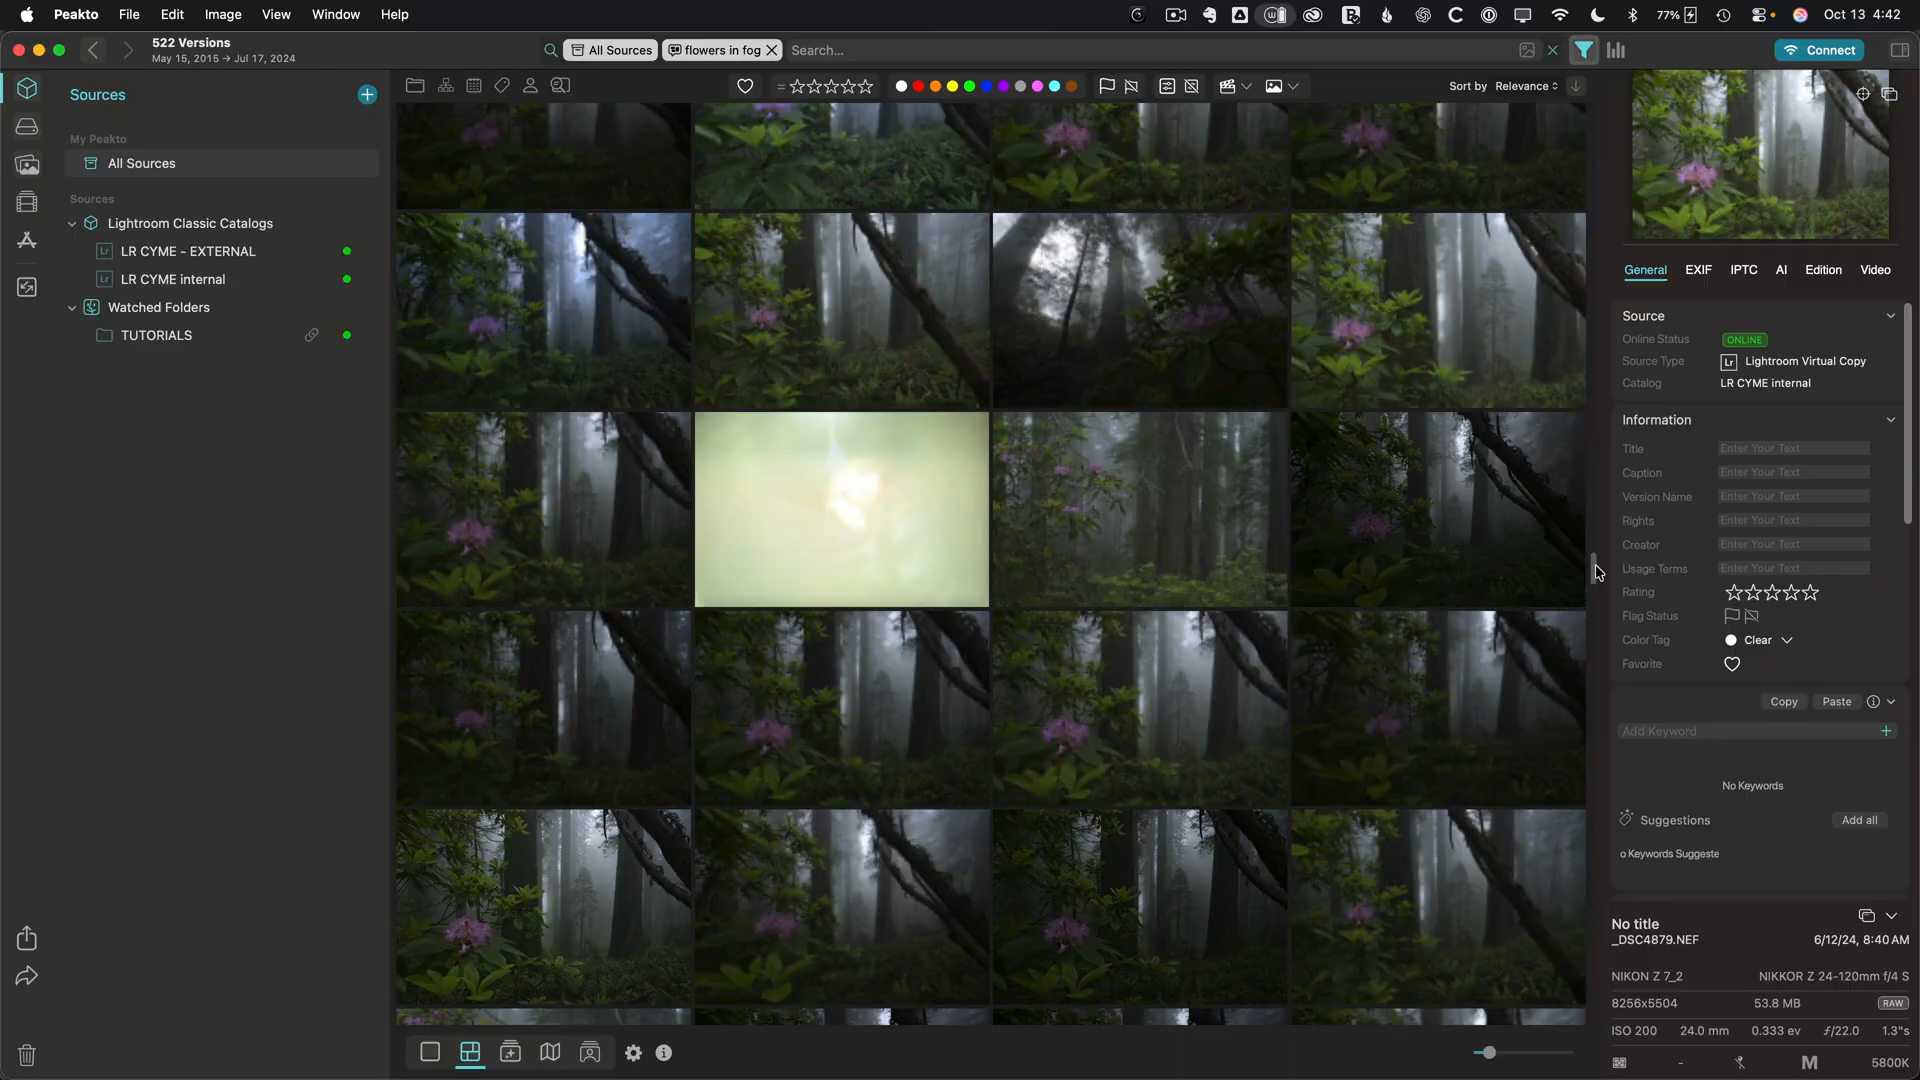 Peakto File Edit Image View Window Help
77% Oct 13 4:42
522 Versions
May 15, 2015 → Jul 17, 2024
All Sources flowers in fog Search...
Connect
Sources
Sort by Relevance
My Peakto
All Sources
Sources
Lightroom Classic Catalogs
Lr LR CYME - EXTERNAL
Lr LR CYME internal
Watched Folders
TUTORIALS
General EXIF IPTC AI Edition Video
Source
Online Status ONLINE
Source Type Lr Lightroom Virtual Copy
Catalog LR CYME internal
Information
Title Enter Your Text
Caption Enter Your Text
Version Name Enter Your Text
Rights Enter Your Text
Creator Enter Your Text
Usage Terms Enter Your Text
Rating
Flag Status
Color Tag Clear
Favorite
Copy Paste
Add Keyword
No Keywords
Suggestions Add all
o Keywords Suggeste
No title
_DSC4879.NEF 6/12/24, 8:40 AM
NIKON Z 7_2 NIKKOR Z 24-120mm f/4 S
8256x5504 53.8 MB RAW
ISO 200 24.0 mm 0.333 ev ƒ/22.0 1.3"s
- M 5800K